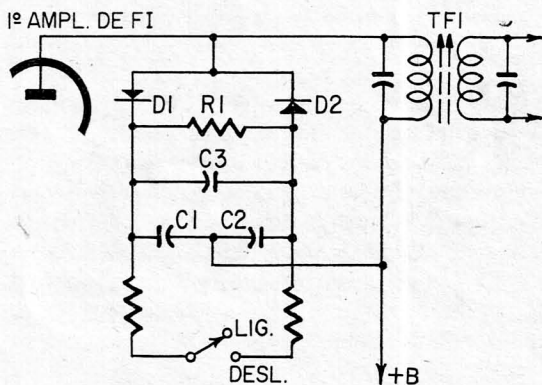 1º AMPL. DE FI
TF1
D1
R1
D2
C3
C1
C2
LIG.
DESL.
+B